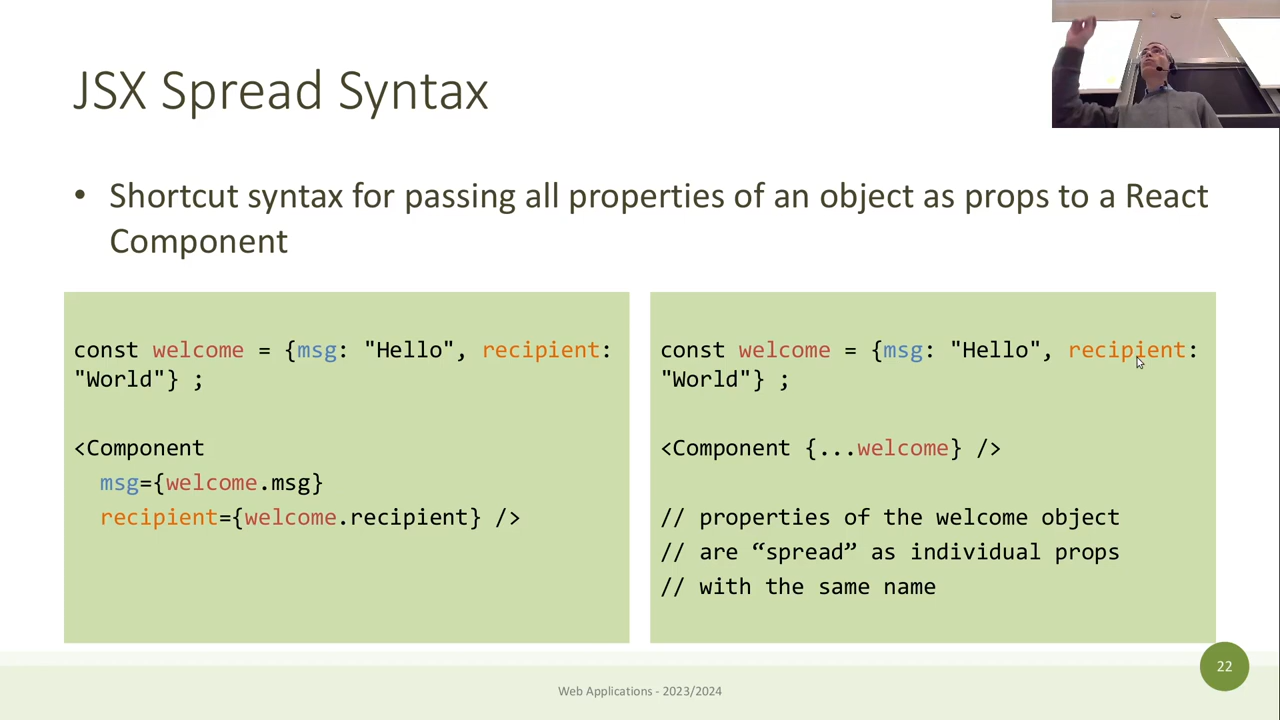 JSX Spread Syntax
• Shortcut syntax for passing all properties of an object as props to a React
Component
const welcome = {msg: "Hello", recipient:
"World"} ;
<Component
msg={welcome.msg}
recipient={welcome.recipient} />
const welcome = {msg: "Hello", recipient:
"World"} ;
<Component {...welcome} />
// properties of the welcome object
// are “spread” as individual props
// with the same name
Web Applications - 2023/2024
22